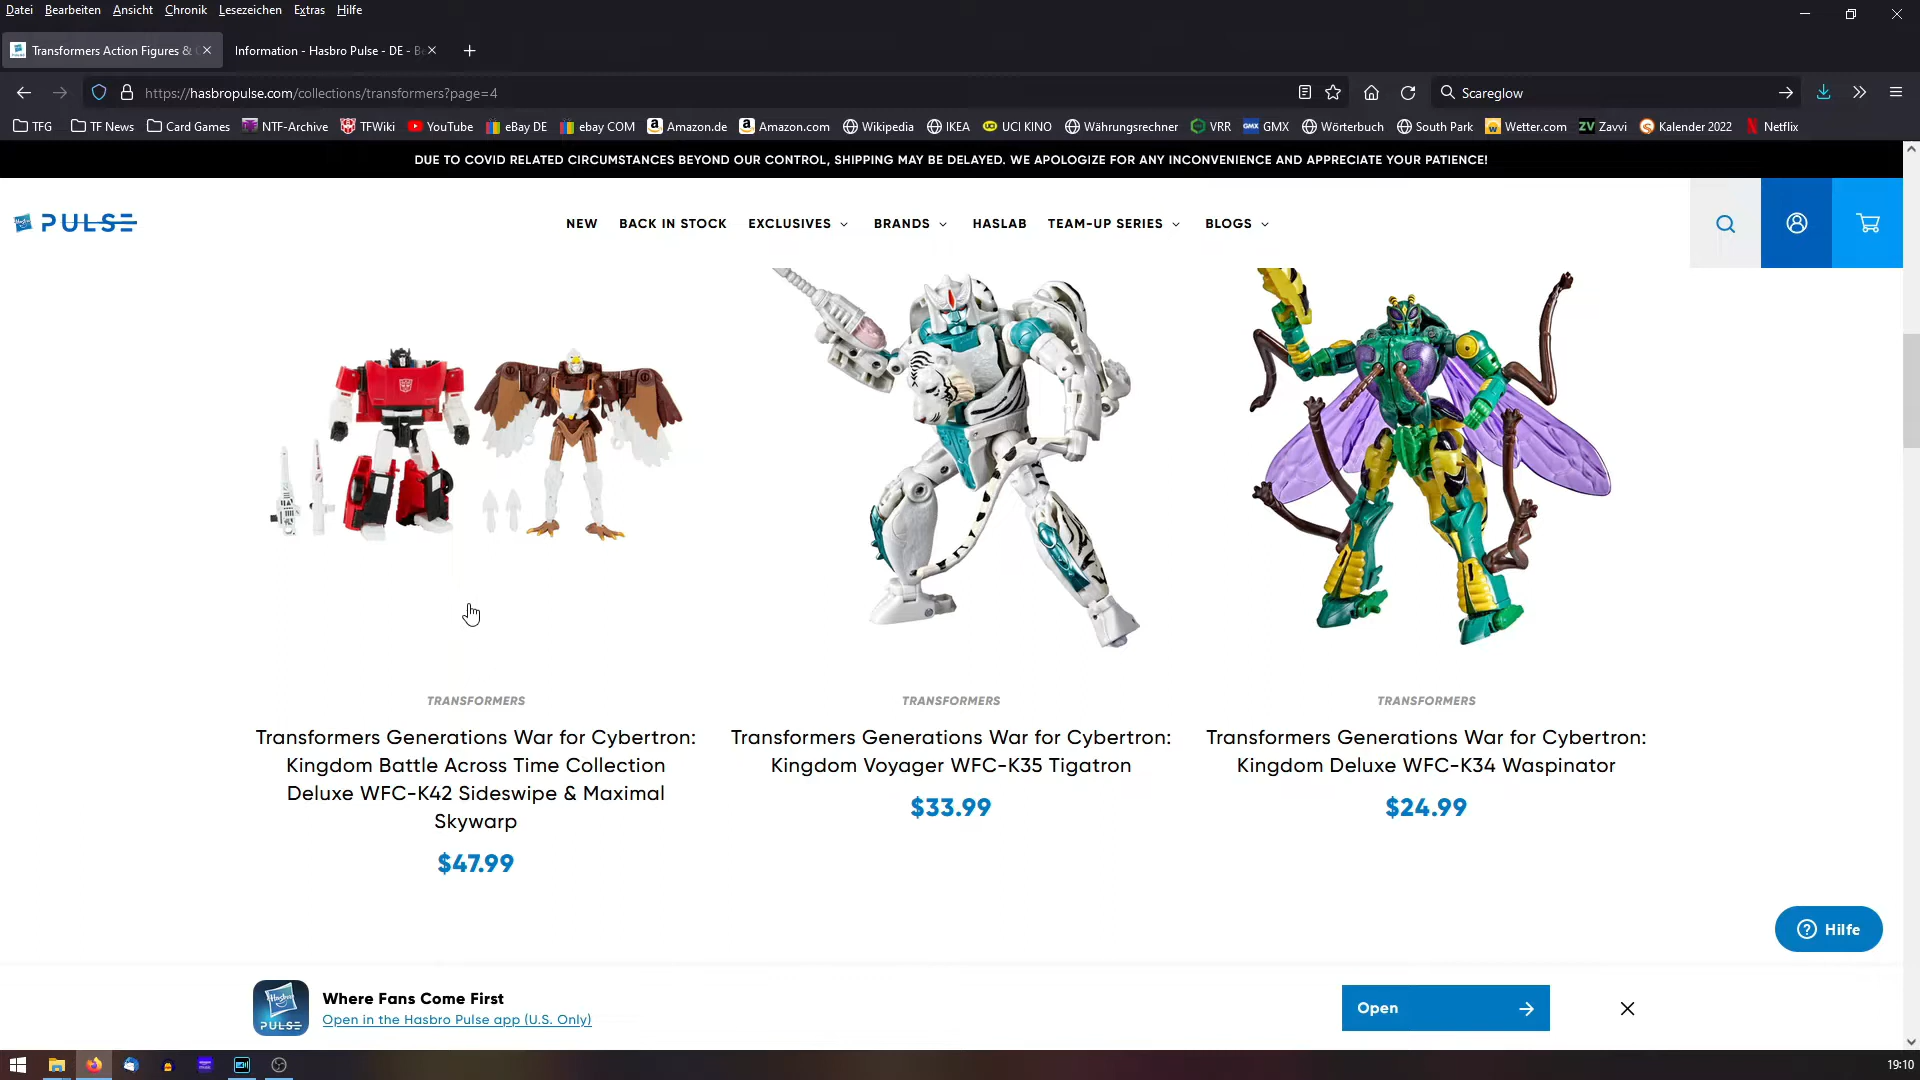 Datei Bearbeiten Ansicht Chronik Lesezeichen Extras Hilfe
Transformers Action Figures & Information - Hasbro Pulse - DE -
https://hasbropulse.com/collections/transformers?page=4 Scareglow
TFG TF News Card Games NTF-Archive TFWiki YouTube eBay DE ebay COM Amazon.de Amazon.com Wikipedia IKEA UCI KINO Währungsrechner VRR GMX Wörterbuch South Park Wetter.com Zavvi Kalender 2022 Netflix
DUE TO COVID RELATED CIRCUMSTANCES BEYOND OUR CONTROL, SHIPPING MAY BE DELAYED. WE APOLOGIZE FOR ANY INCONVENIENCE AND APPRECIATE YOUR PATIENCE!
PULSE NEW BACK IN STOCK EXCLUSIVES BRANDS HASLAB TEAM-UP SERIES BLOGS
TRANSFORMERS
Transformers Generations War for Cybertron:
Kingdom Battle Across Time Collection
Deluxe WFC-K42 Sideswipe & Maximal
Skywarp
$47.99
TRANSFORMERS
Transformers Generations War for Cybertron:
Kingdom Voyager WFC-K35 Tigatron
$33.99
TRANSFORMERS
Transformers Generations War for Cybertron:
Kingdom Deluxe WFC-K34 Waspinator
$24.99
Hilfe
Hasbro
PULSE
Where Fans Come First
Open in the Hasbro Pulse app (U.S. Only)
Open
19:10